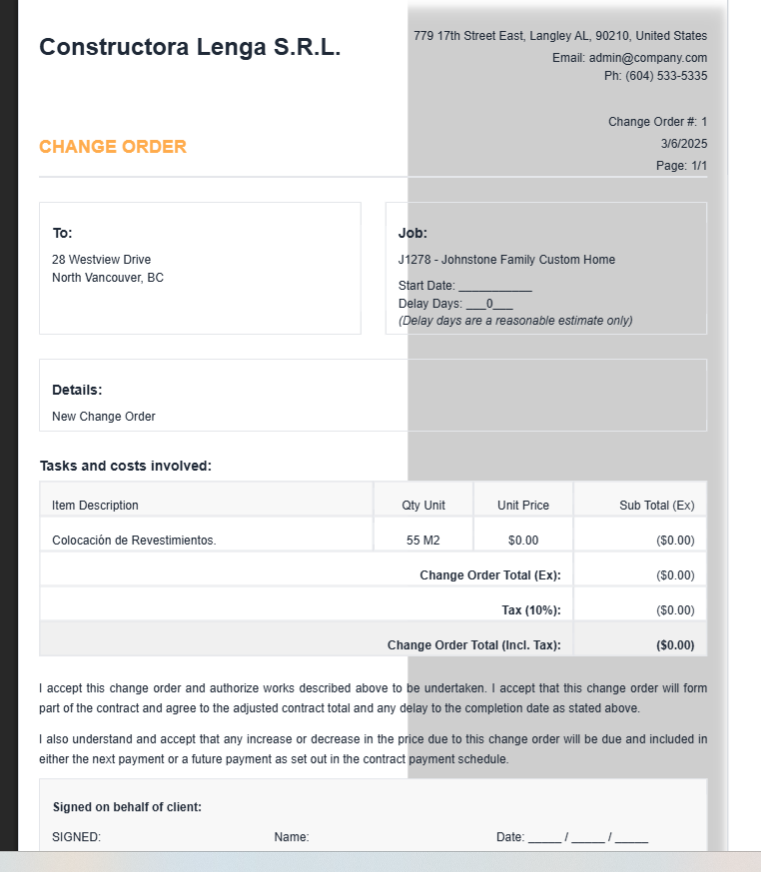 Constructora Lenga S.R.L.
779 17th Street East, Langley AL, 90210, United States
Email: admin@company.com
Ph: (604) 533-5335
Change Order #: 1
CHANGE ORDER
3/6/2025
Page: 1/1
To:
28 Westview Drive
North Vancouver, BC
Job:
J1278 - Johnstone Family Custom Home
Start Date: ___________
Delay Days: ___0___
(Delay days are a reasonable estimate only)
Details:
New Change Order
Tasks and costs involved:
Item Description Qty Unit Unit Price Sub Total (Ex)
Colocación de Revestimientos. 55 M2 $0.00 ($0.00)
Change Order Total (Ex): ($0.00)
Tax (10%): ($0.00)
Change Order Total (Incl. Tax): ($0.00)
I accept this change order and authorize works described above to be undertaken. I accept that this change order will form
part of the contract and agree to the adjusted contract total and any delay to the completion date as stated above.
I also understand and accept that any increase or decrease in the price due to this change order will be due and included in
either the next payment or a future payment as set out in the contract payment schedule.
Signed on behalf of client:
SIGNED: Name: Date: _____ / _____ / _____